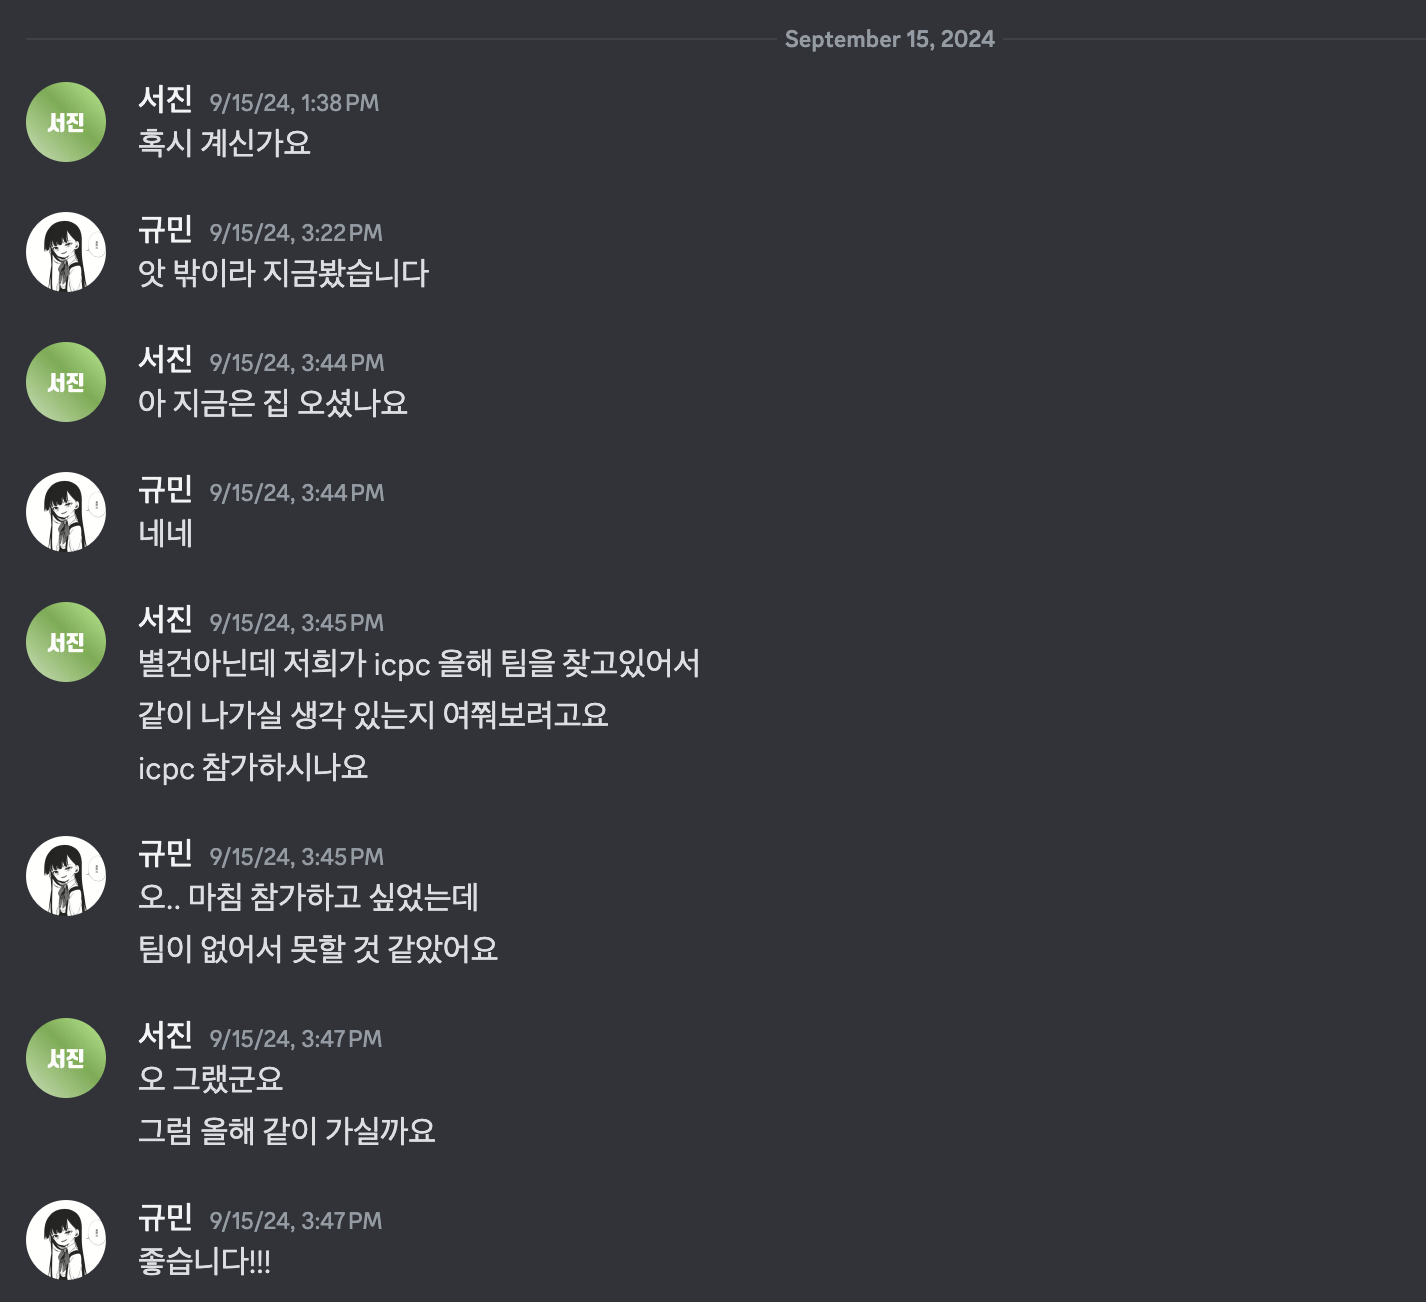 September 15, 2024
서진
서진 9/15/24, 1:38 PM
혹시 계신가요
규민 9/15/24, 3:22 PM
앗 밖이라 지금봤습니다
서진
서진 9/15/24, 3:44 PM
아 지금은 집 오셨나요
규민 9/15/24, 3:44 PM
네네
서진
서진 9/15/24, 3:45 PM
별건아닌데 저희가 icpc 올해 팀을 찾고있어서
같이 나가실 생각 있는지 여쭤보려고요
icpc 참가하시나요
규민 9/15/24, 3:45 PM
오.. 마침 참가하고 싶었는데
팀이 없어서 못할 것 같았어요
서진
서진 9/15/24, 3:47 PM
오 그랬군요
그럼 올해 같이 가실까요
규민 9/15/24, 3:47 PM
좋습니다!!!